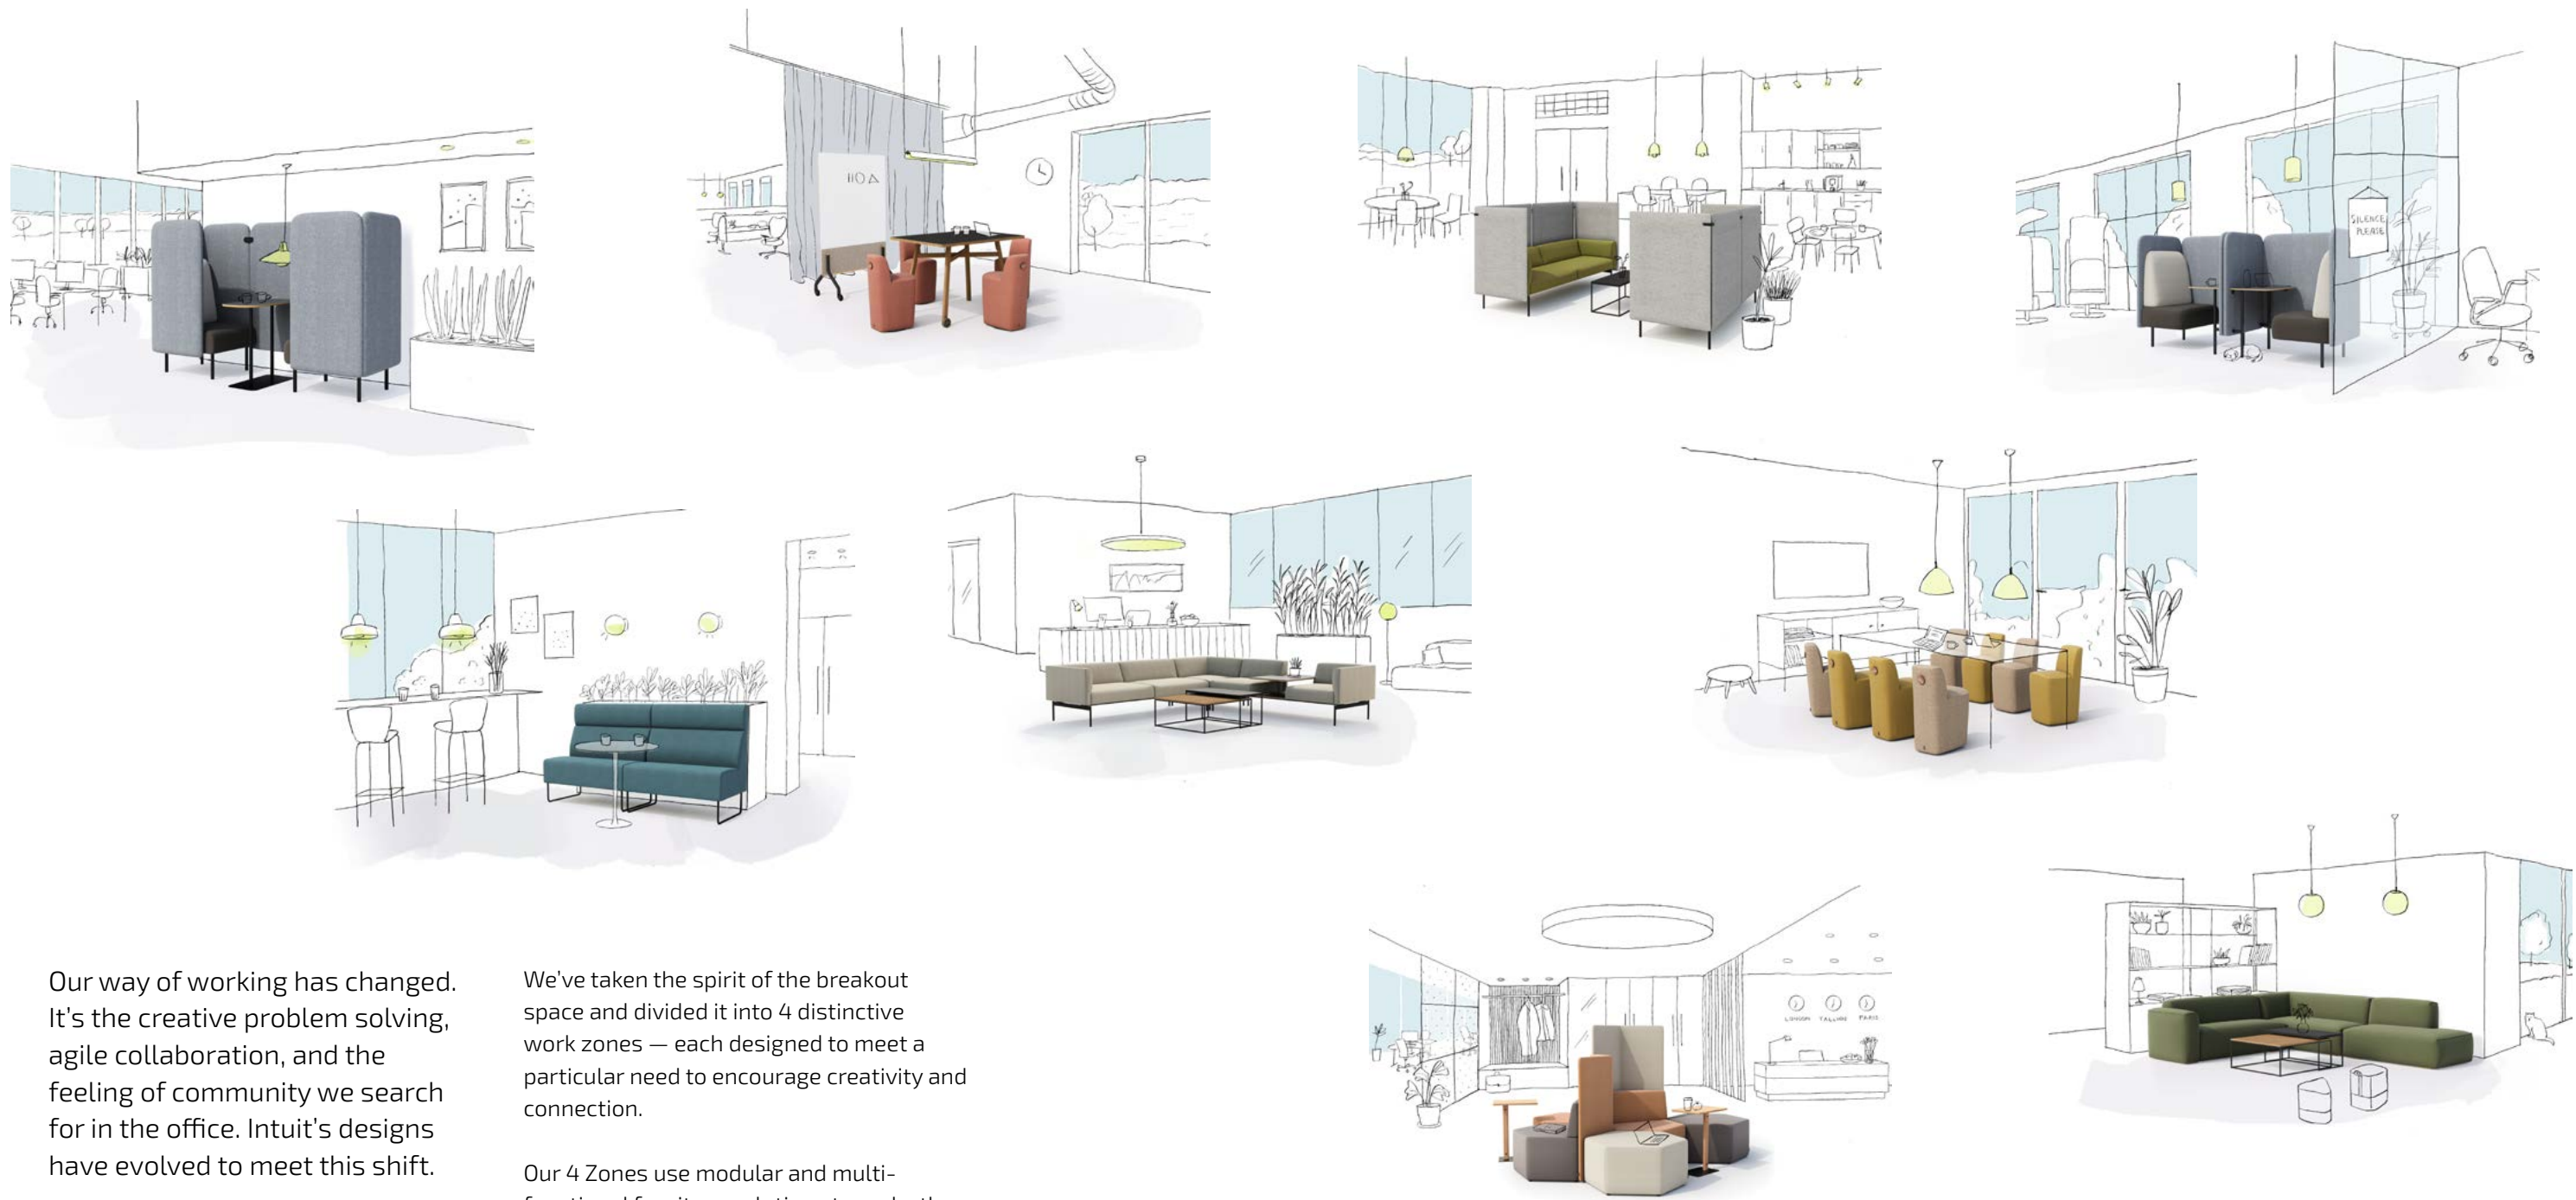 SILENCE
PLEASE
LONDON TALLINN PARIS
Our way of working has changed.
It's the creative problem solving,
agile collaboration, and the
feeling of community we search
for in the office. Intuit's designs
have evolved to meet this shift.
We've taken the spirit of the breakout
space and divided it into 4 distinctive
work zones — each designed to meet a
particular need to encourage creativity and
connection.
Our 4 Zones use modular and multi-